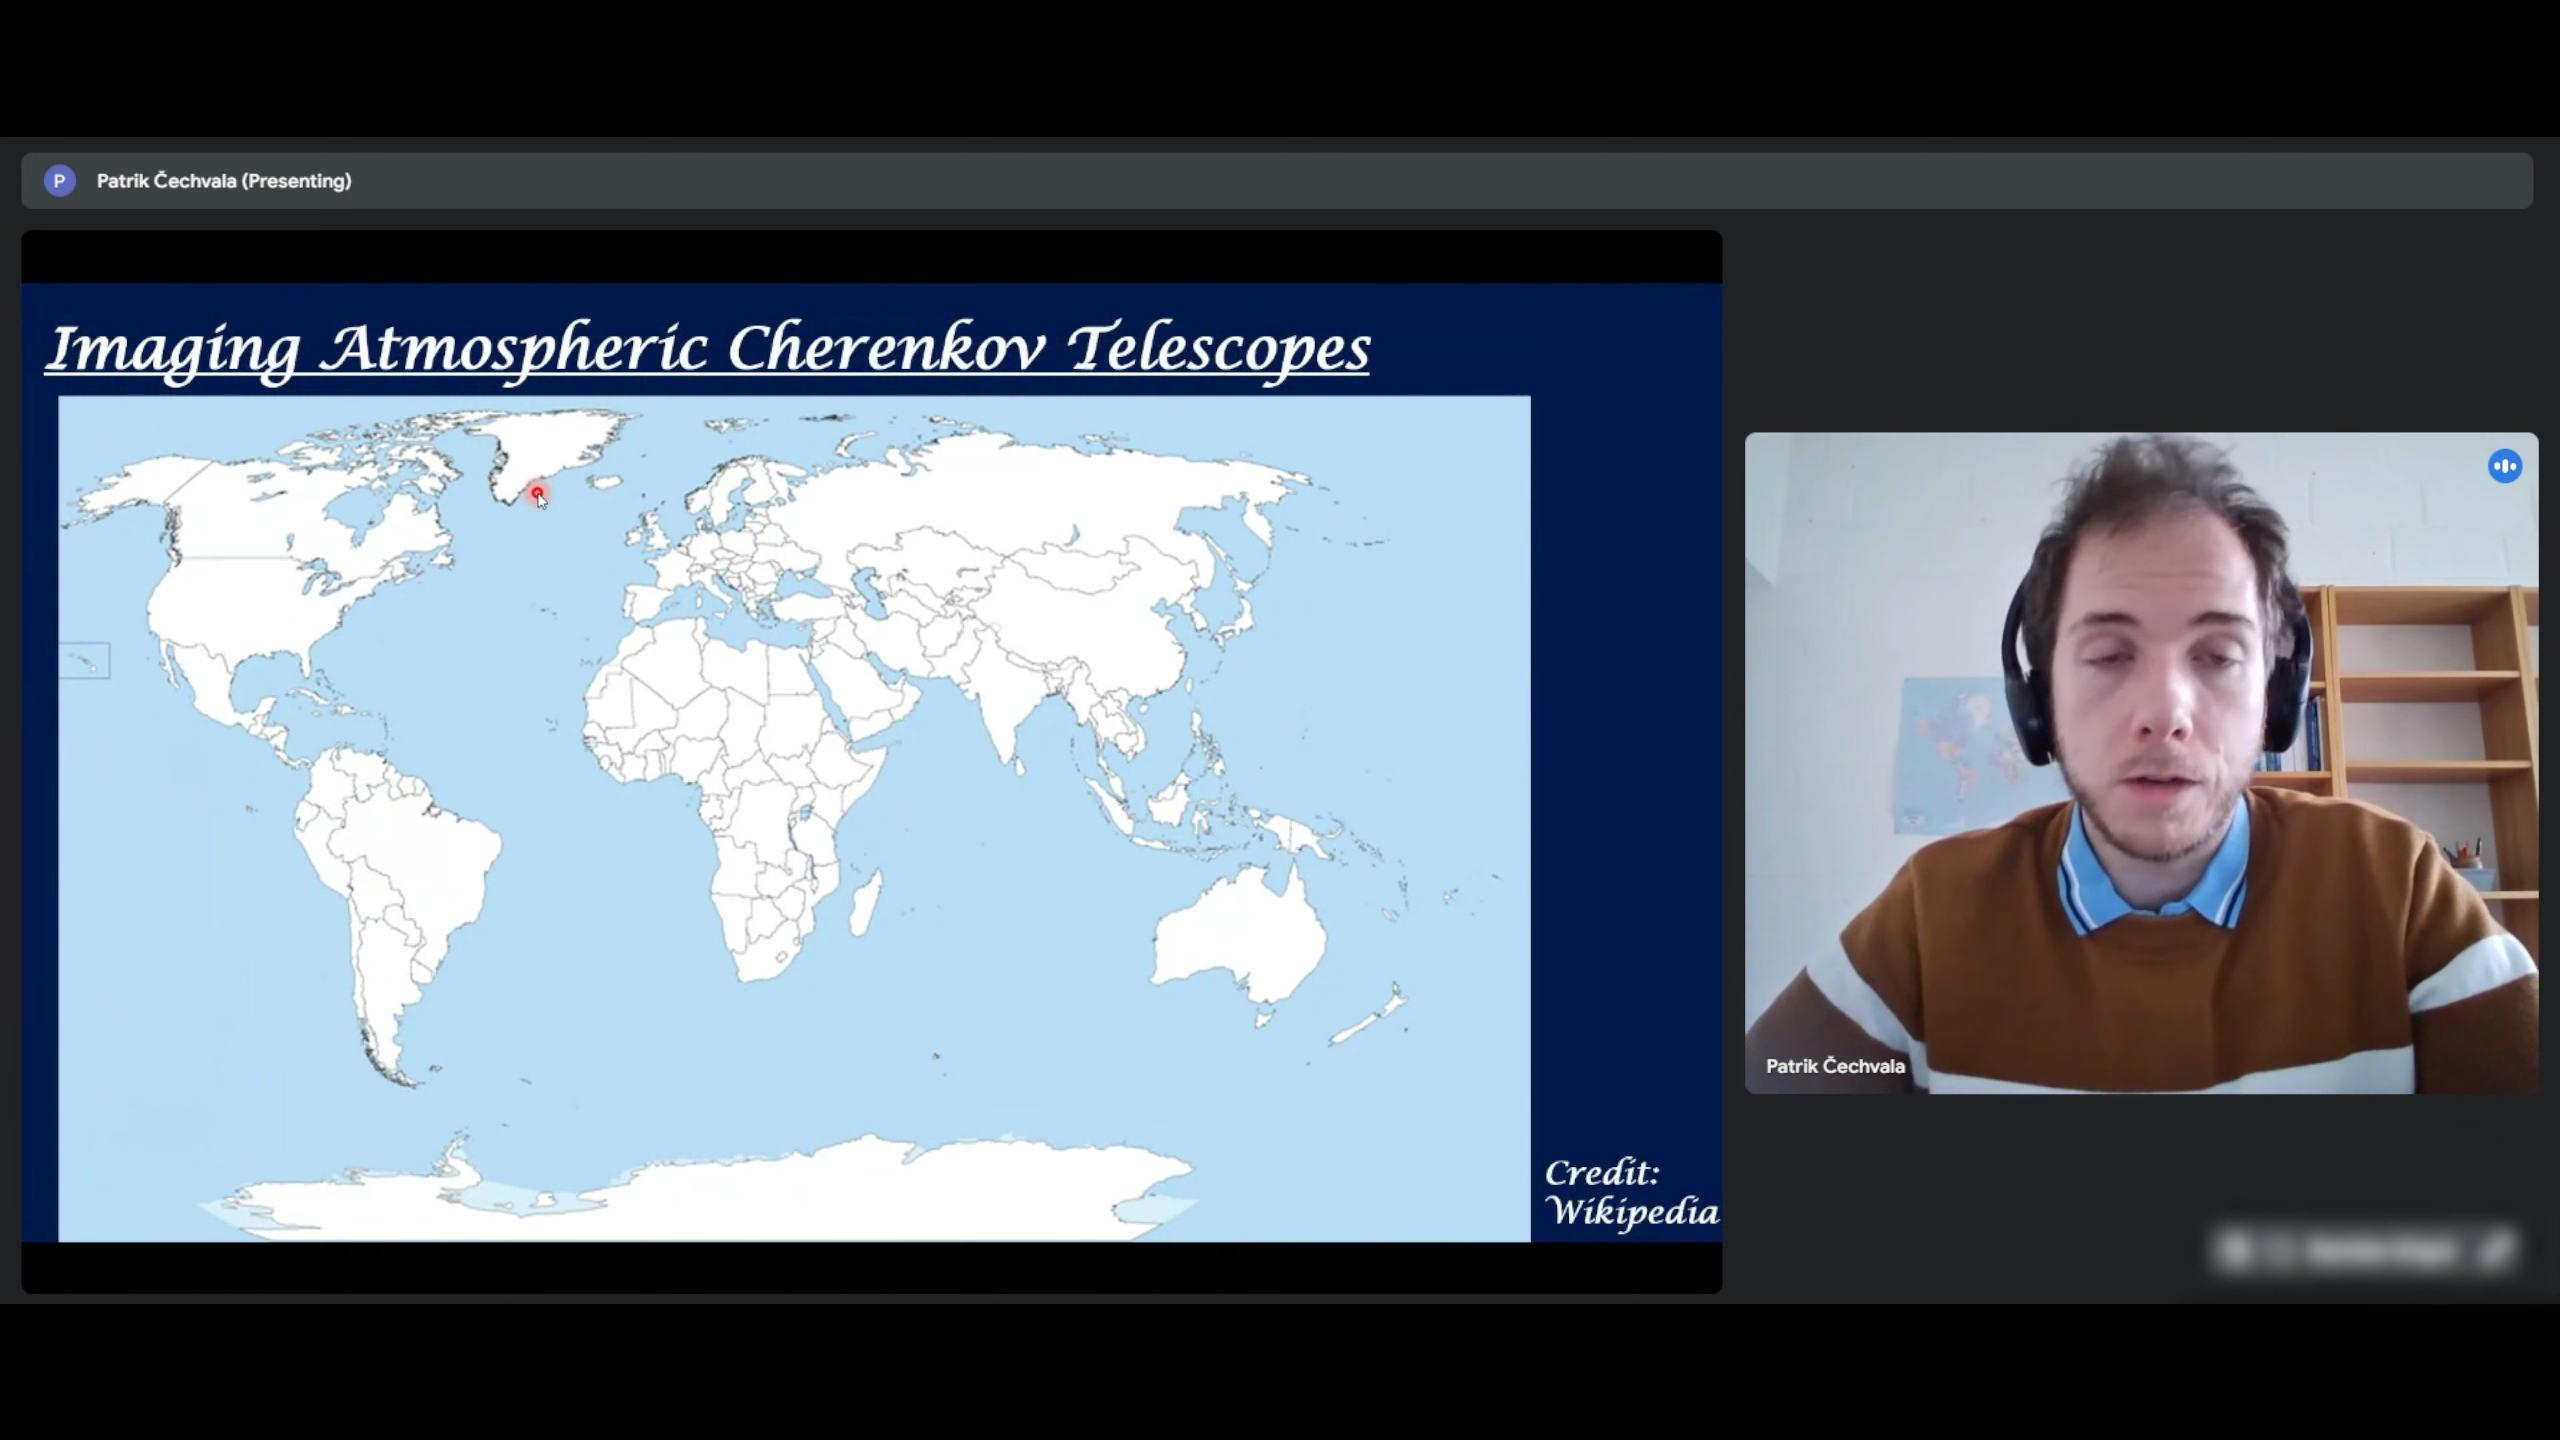 P
Patrik Čechvala (Presenting)
Imaging Atmospheric Cherenkov Telescopes
Credit:
Wikipedia
Patrik Čechvala